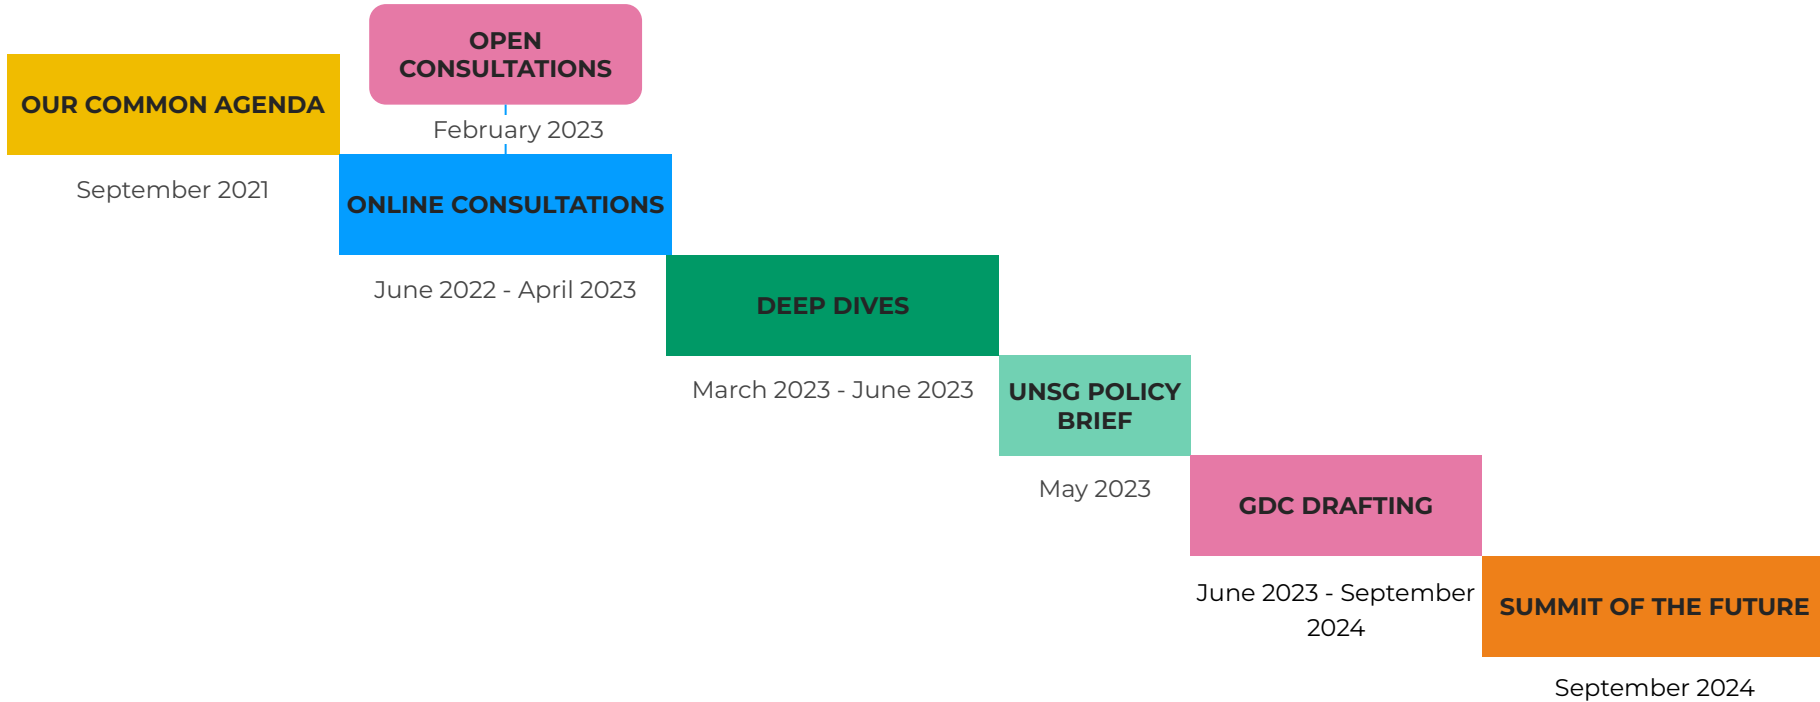 OPEN
CONSULTATIONS
February 2023
OUR COMMON AGENDA
September 2021
ONLINE CONSULTATIONS
June 2022 - April 2023
DEEP DIVES
March 2023 - June 2023
UNSG POLICY
BRIEF
May 2023
GDC DRAFTING
June 2023 - September
2024
SUMMIT OF THE FUTURE
September 2024